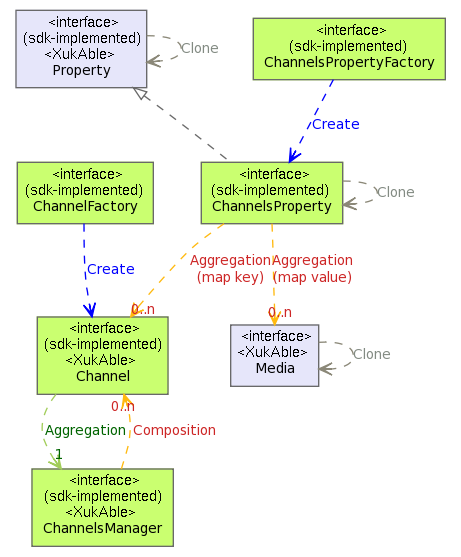 <interface>
(sdk-implemented)
<XukAble>
Property
Clone
<interface>
(sdk-implemented)
ChannelsPropertyFactory
Create
<interface>
(sdk-implemented)
ChannelFactory
<interface>
(sdk-implemented)
ChannelsProperty
Clone
Create
Aggregation
(map key)
Aggregation
(map value)
0..n
0..n
<interface>
(sdk-implemented)
<XukAble>
Channel
<interface>
<XukAble>
Media
Clone
0..n
Aggregation
Composition
1
<interface>
(sdk-implemented)
<XukAble>
ChannelsManager